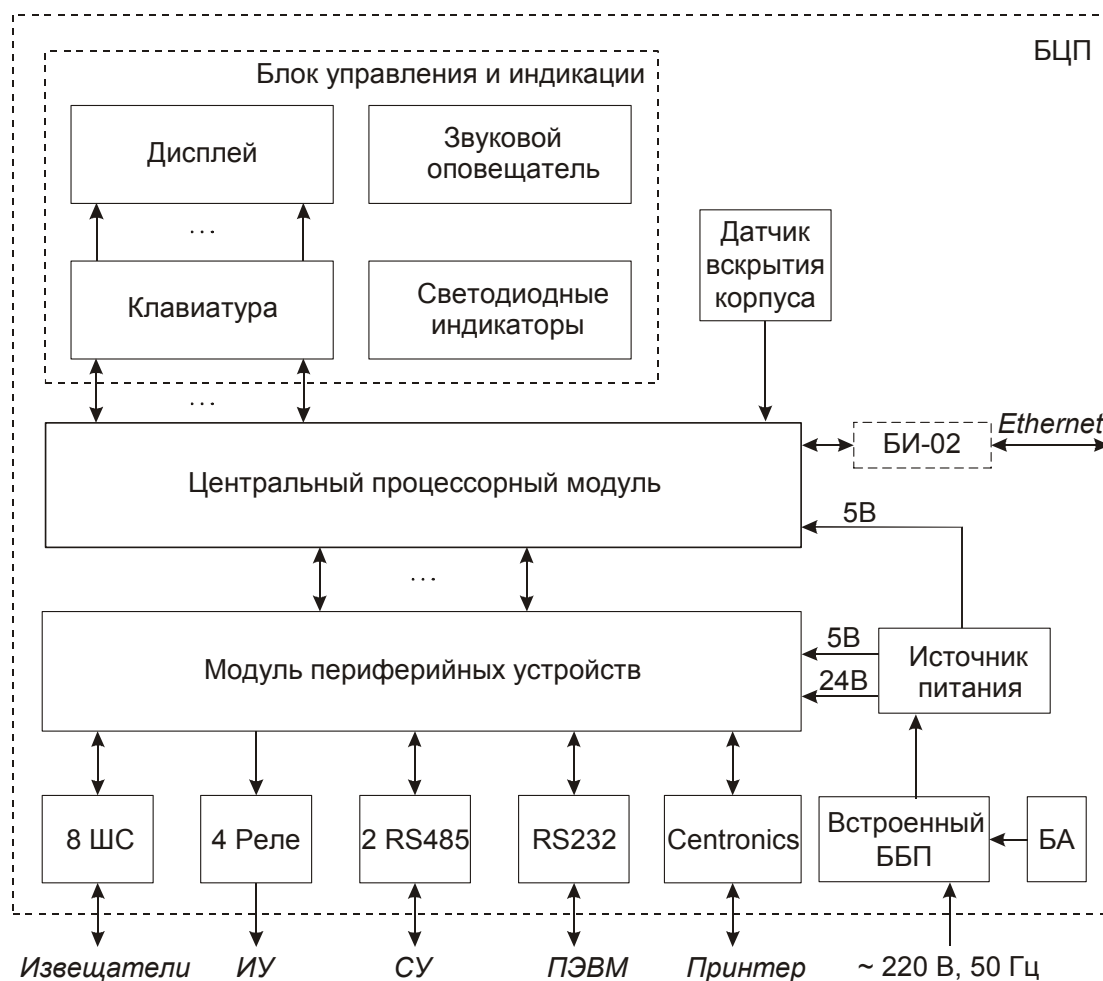 БЦП
Блок управления и индикации
Дисплей
Звуковой
оповещатель
...
Датчик
вскрытия
корпуса
Клавиатура
Светодиодные
индикаторы
...
Ethernet
БИ-02
Центральный процессорный модуль
5В
...
5В
24В
Источник
питания
Модуль периферийных устройств
8 ШС
4 Реле
2 RS485
RS232
Centronics
Встроенный
ББП
БА
Извещатели
ИУ
СУ
ПЭВМ
Принтер
~ 220 В, 50 Гц